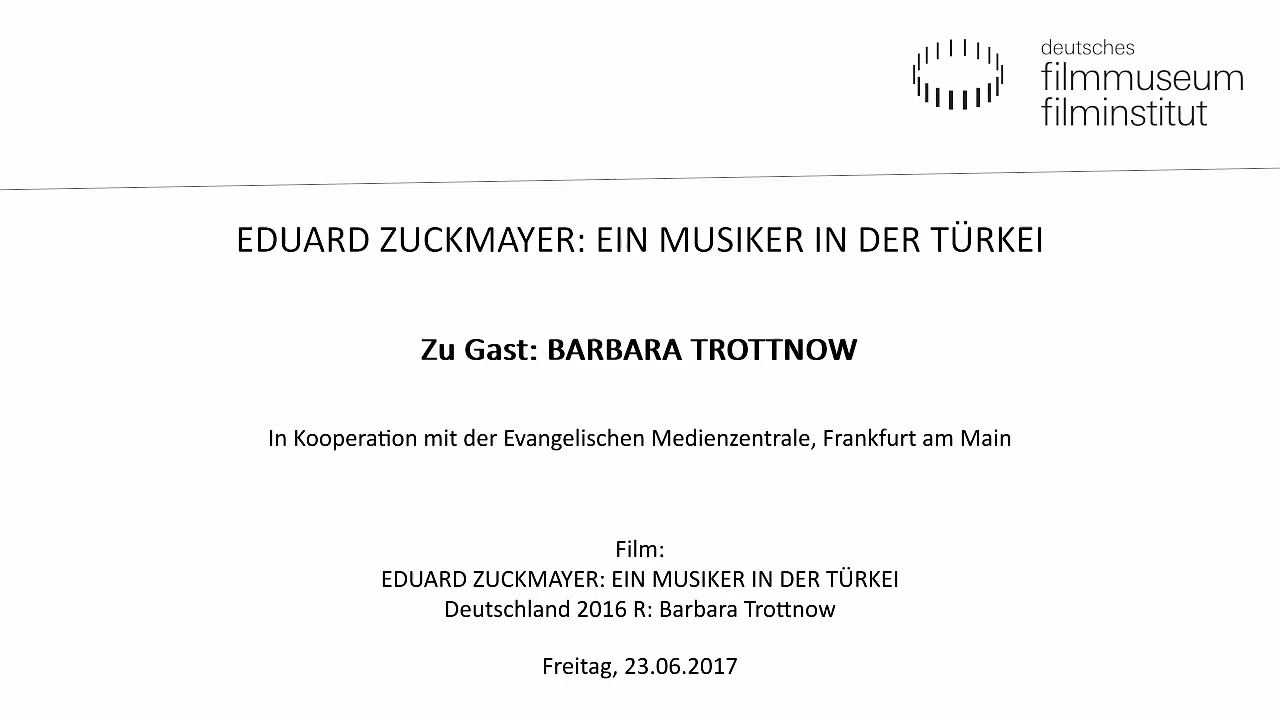 deutsches
filmmuseum
filminstitut
EDUARD ZUCKMAYER: EIN MUSIKER IN DER TÜRKEI
Zu Gast: BARBARA TROTTNOW
In Kooperation mit der Evangelischen Medienzentrale, Frankfurt am Main
Film:
EDUARD ZUCKMAYER: EIN MUSIKER IN DER TÜRKEI
Deutschland 2016 R: Barbara Trottnow
Freitag, 23.06.2017